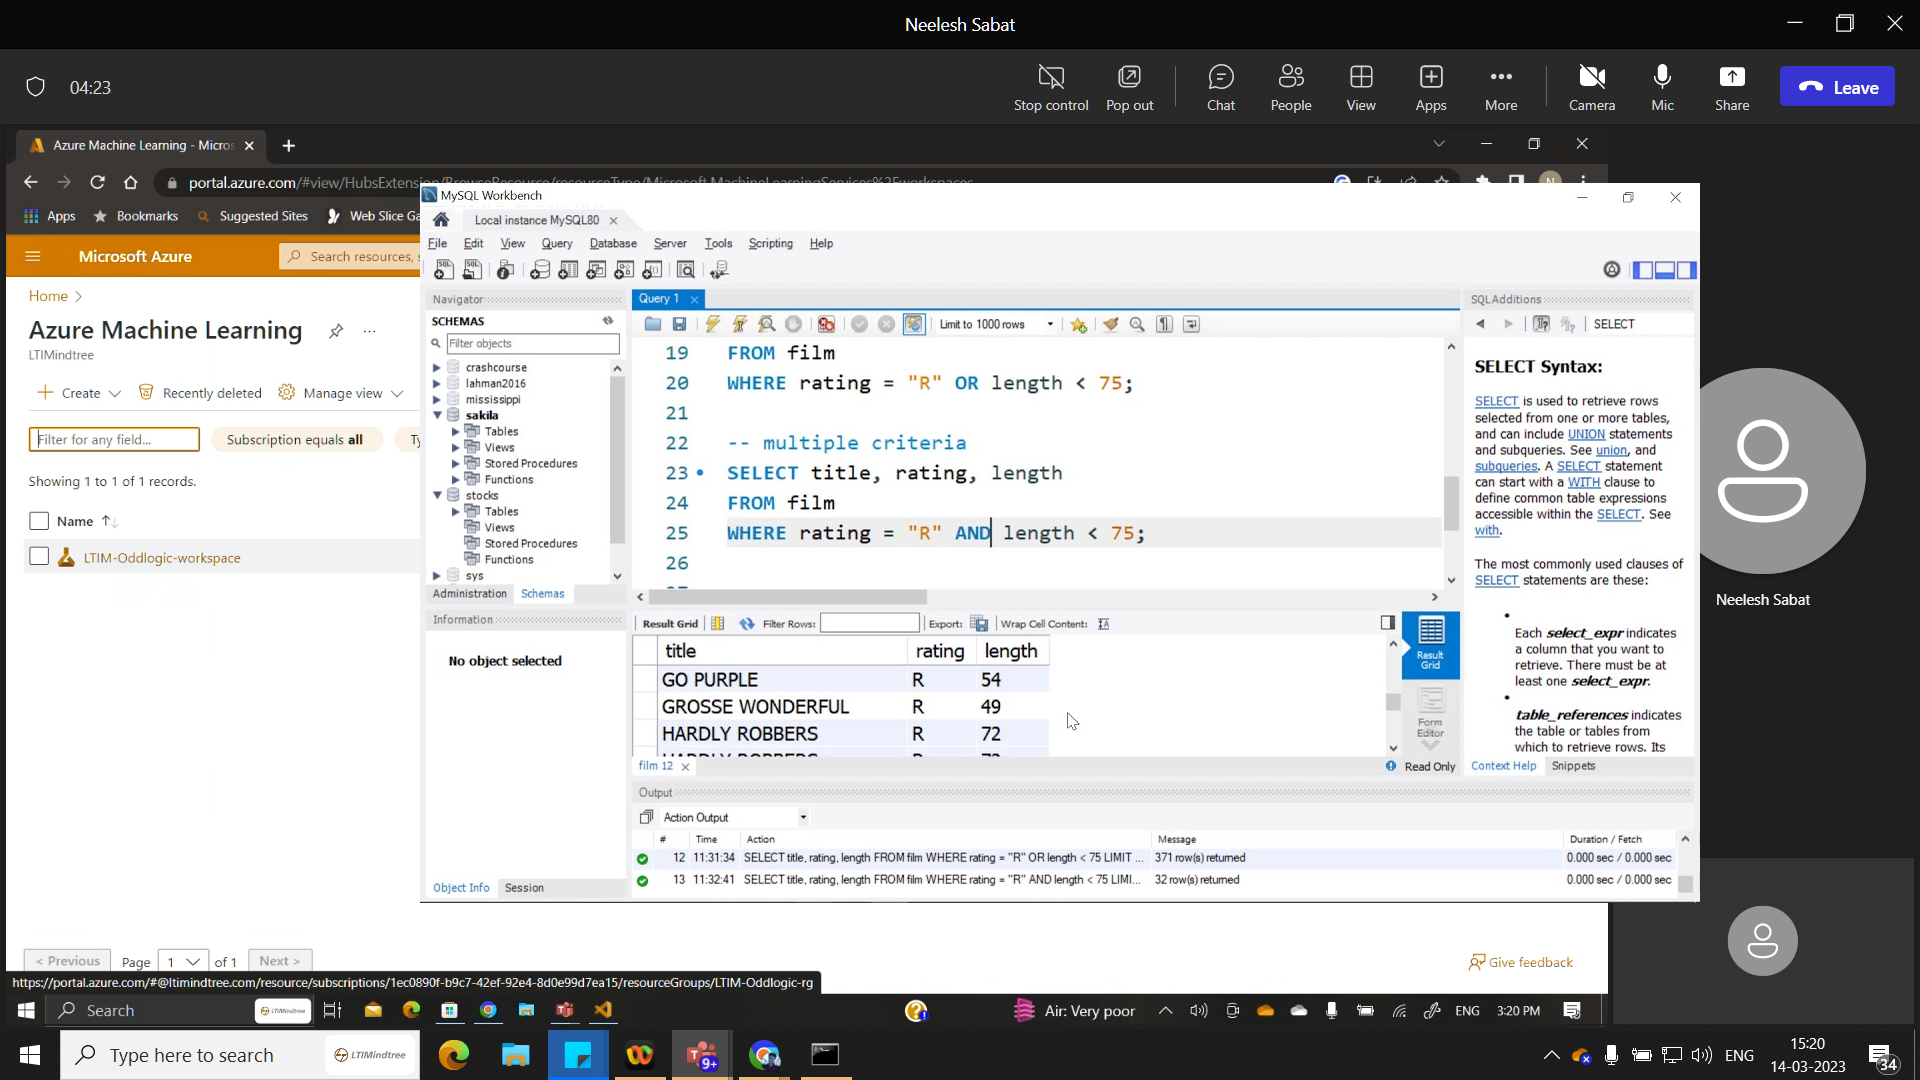 Neelesh Sabat
04:23
Stop control
Pop out
Chat
People
View
Apps
More
Camera
Mic
Share
Leave
Azure Machine Learning - Micros
portal.azure.com/#view/HubsExtension/BrowseResource/resourceType/Microsoft.MachineLearningServices%2Fworkspaces
Apps
Bookmarks
Suggested Sites
Web Slice Ga
Microsoft Azure
Search resources, s
Home
Azure Machine Learning
LTIMindtree
Create
Recently deleted
Manage view
Filter for any field...
Subscription equals all
Ty
Showing 1 to 1 of 1 records.
Name
LTIM-Oddlogic-workspace
< Previous
Page
1
of 1
Next >
Give feedback
https://portal.azure.com/#@ltimindtree.com/resource/subscriptions/1ec0890f-b9c7-42ef-92e4-8d0e99d7ea15/resourceGroups/LTIM-Oddlogic-rg
MySQL Workbench
Local instance MySQL80
File Edit View Query Database Server Tools Scripting Help
Navigator
SCHEMAS
Filter objects
crashcourse
lahman2016
mississippi
sakila
Tables
Views
Stored Procedures
Functions
stocks
Tables
Views
Stored Procedures
Functions
sys
Administration Schemas
Information
No object selected
Object Info Session
Query 1
Limit to 1000 rows
19 FROM film
20 WHERE rating = "R" OR length < 75;
21
22 -- multiple criteria
23 SELECT title, rating, length
24 FROM film
25 WHERE rating = "R" AND length < 75;
26
Result Grid
Filter Rows:
Export:
Wrap Cell Content:
title rating length
GO PURPLE R 54
GROSSE WONDERFUL R 49
HARDLY ROBBERS R 72
Result Grid
Form Editor
film 12
Read Only
Output
Action Output
# Time Action Message Duration / Fetch
12 11:31:34 SELECT title, rating, length FROM film WHERE rating = "R" OR length < 75 LIMIT ... 371 row(s) returned 0.000 sec / 0.000 sec
13 11:32:41 SELECT title, rating, length FROM film WHERE rating = "R" AND length < 75 LIMI... 32 row(s) returned 0.000 sec / 0.000 sec
SQLAdditions
SELECT
SELECT Syntax:
SELECT is used to retrieve rows
selected from one or more tables,
and can include UNION statements
and subqueries. See union, and
subqueries. A SELECT statement
can start with a WITH clause to
define common table expressions
accessible within the SELECT. See
with.
The most commonly used clauses of
SELECT statements are these:
Each select_expr indicates
a column that you want to
retrieve. There must be at
least one select_expr.
table_references indicates
the table or tables from
which to retrieve rows. Its
Context Help Snippets
Neelesh Sabat
Search
LTIMindtree
Air: Very poor
ENG
3:20 PM
Type here to search
LTIMindtree
9+
ENG
15:20
14-03-2023
34